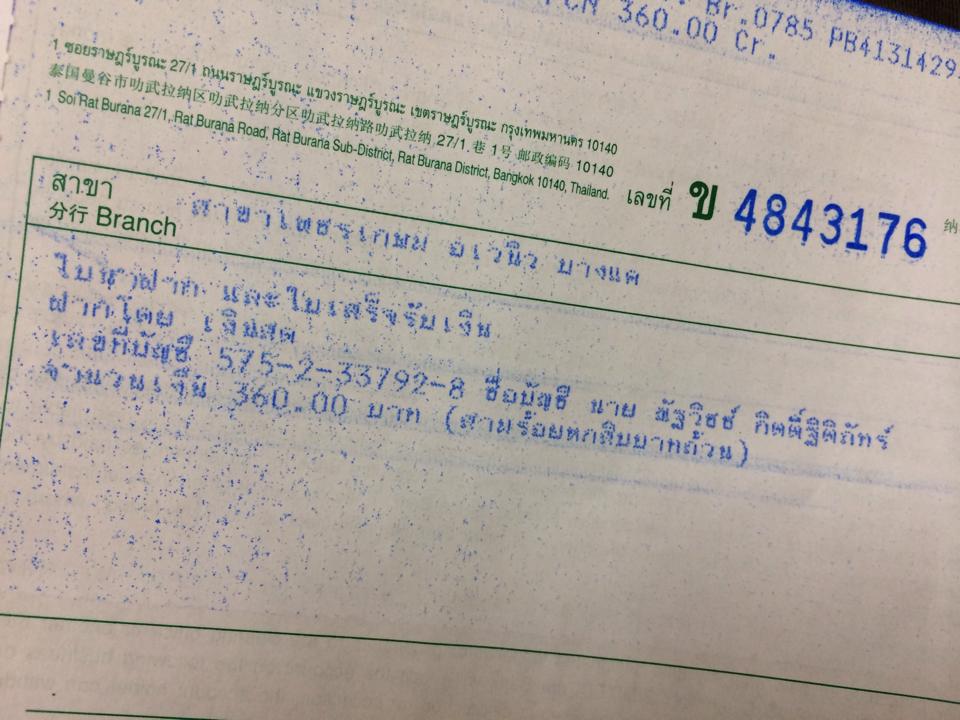 Br.0785 PB4131429
360.00 Cr.
1 ซอยราษฎร์บูรณะ 27/1 ถนนราษฎร์บูรณะ แขวงราษฎร์บูรณะ เขตราษฎร์บูรณะ กรุงเทพมหานคร 10140
泰国曼谷市叻武拉纳区叻武拉纳分区叻武拉纳路叻武拉纳 27/1 巷 1号 邮政编码 10140
1 Soi Rat Burana 27/1, Rat Burana Road, Rat Burana Sub-District, Rat Burana District, Bangkok 10140, Thailand.
เลขที่ ข 4843176
สาขา
分行 Branch
สาขาเพชรเกษม อเวนิว บางแค
ใบนำฝาก และใบเสร็จรับเงิน
ฝากโดย เงินสด
เลขที่บัญชี 575-2-33792-8 ชื่อบัญชี นาย
จำนวนเงิน 360.00 บาท (สามร้อยหกสิบบาทถ้วน)